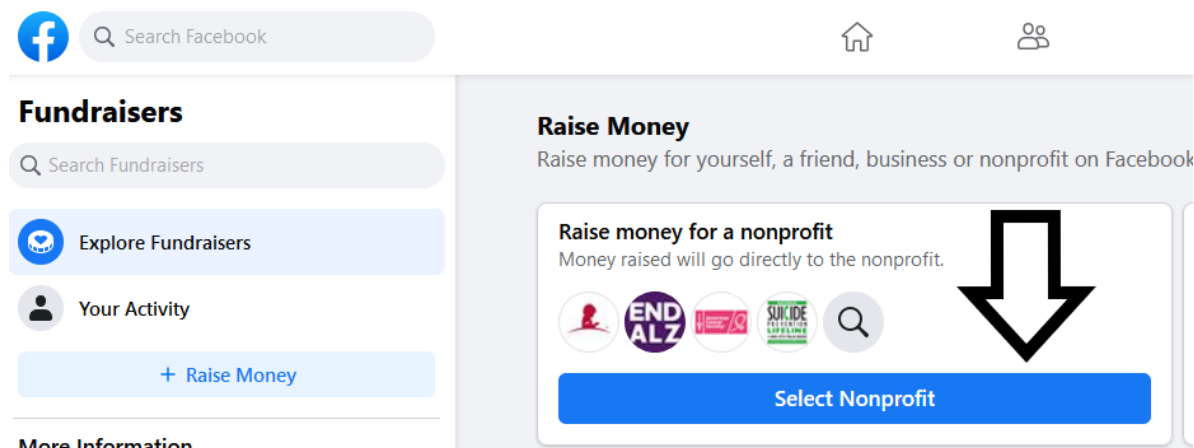 Search Facebook
Fundraisers
Search Fundraisers
Explore Fundraisers
Your Activity
+ Raise Money
More Information
Raise Money
Raise money for yourself, a friend, business or nonprofit on Facebook
Raise money for a nonprofit
Money raised will go directly to the nonprofit.
END
ALZ
SUICIDE
PREVENTION
LIFELINE
Select Nonprofit